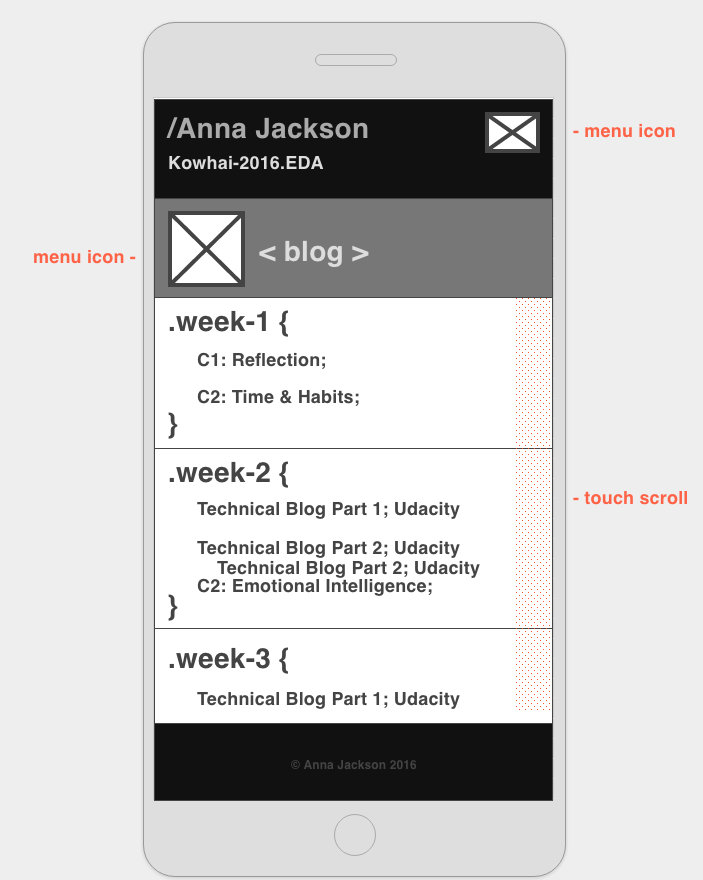 /Anna Jackson
- menu icon
Kowhai-2016.EDA
menu icon -
< blog >
.week-1 {
C1: Reflection;
C2: Time & Habits;
}
.week-2 {
- touch scroll
Technical Blog Part 1; Udacity
Technical Blog Part 2; Udacity
Technical Blog Part 2; Udacity
C2: Emotional Intelligence;
}
.week-3 {
Technical Blog Part 1; Udacity
© Anna Jackson 2016